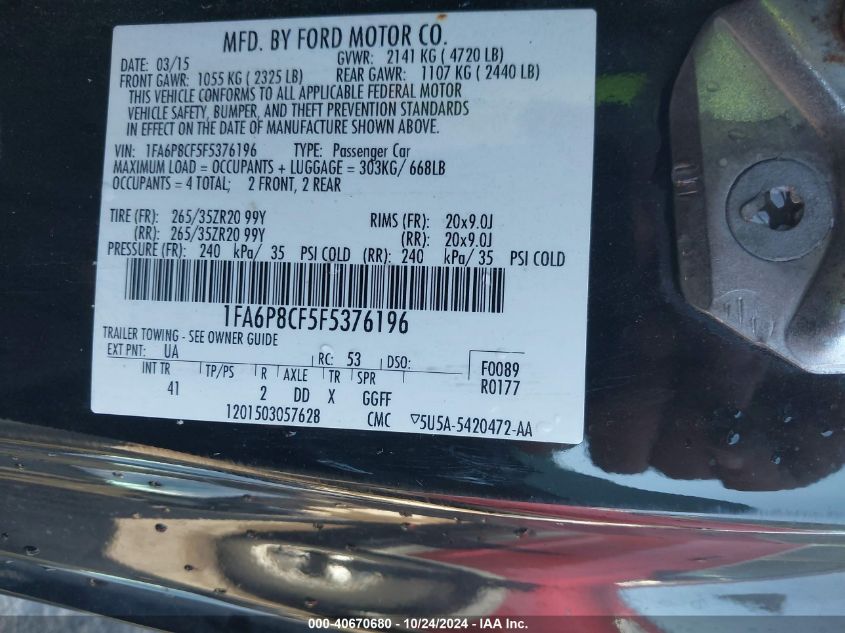 MFD. BY FORD MOTOR CO.
DATE: 03/15 GVWR: 2141 KG ( 4720 LB)
FRONT GAWR: 1055 KG ( 2325 LB) REAR GAWR: 1107 KG ( 2440 LB)
THIS VEHICLE CONFORMS TO ALL APPLICABLE FEDERAL MOTOR
VEHICLE SAFETY, BUMPER, AND THEFT PREVENTION STANDARDS
IN EFFECT ON THE DATE OF MANUFACTURE SHOWN ABOVE.
VIN: 1FA6P8CF5F5376196 TYPE: Passenger Car
MAXIMUM LOAD = OCCUPANTS + LUGGAGE = 303KG/ 668LB
OCCUPANTS = 4 TOTAL; 2 FRONT, 2 REAR
TIRE (FR): 265/35ZR20 99Y RIMS (FR): 20x9.0J
(RR): 265/35ZR20 99Y (RR): 20x9.0J
PRESSURE (FR): 240 kPa/ 35 PSI COLD (RR): 240 kPa/ 35 PSI COLD
1FA6P8CF5F5376196
TRAILER TOWING - SEE OWNER GUIDE
EXT PNT: UA RC: 53 DSO: F0089
INT TR TP/PS R AXLE TR SPR R0177
41 2 DD X GGFF
1201503057628 CMC ▽5U5A-5420472-AA
000-40670680 - 10/24/2024 - IAA Inc.